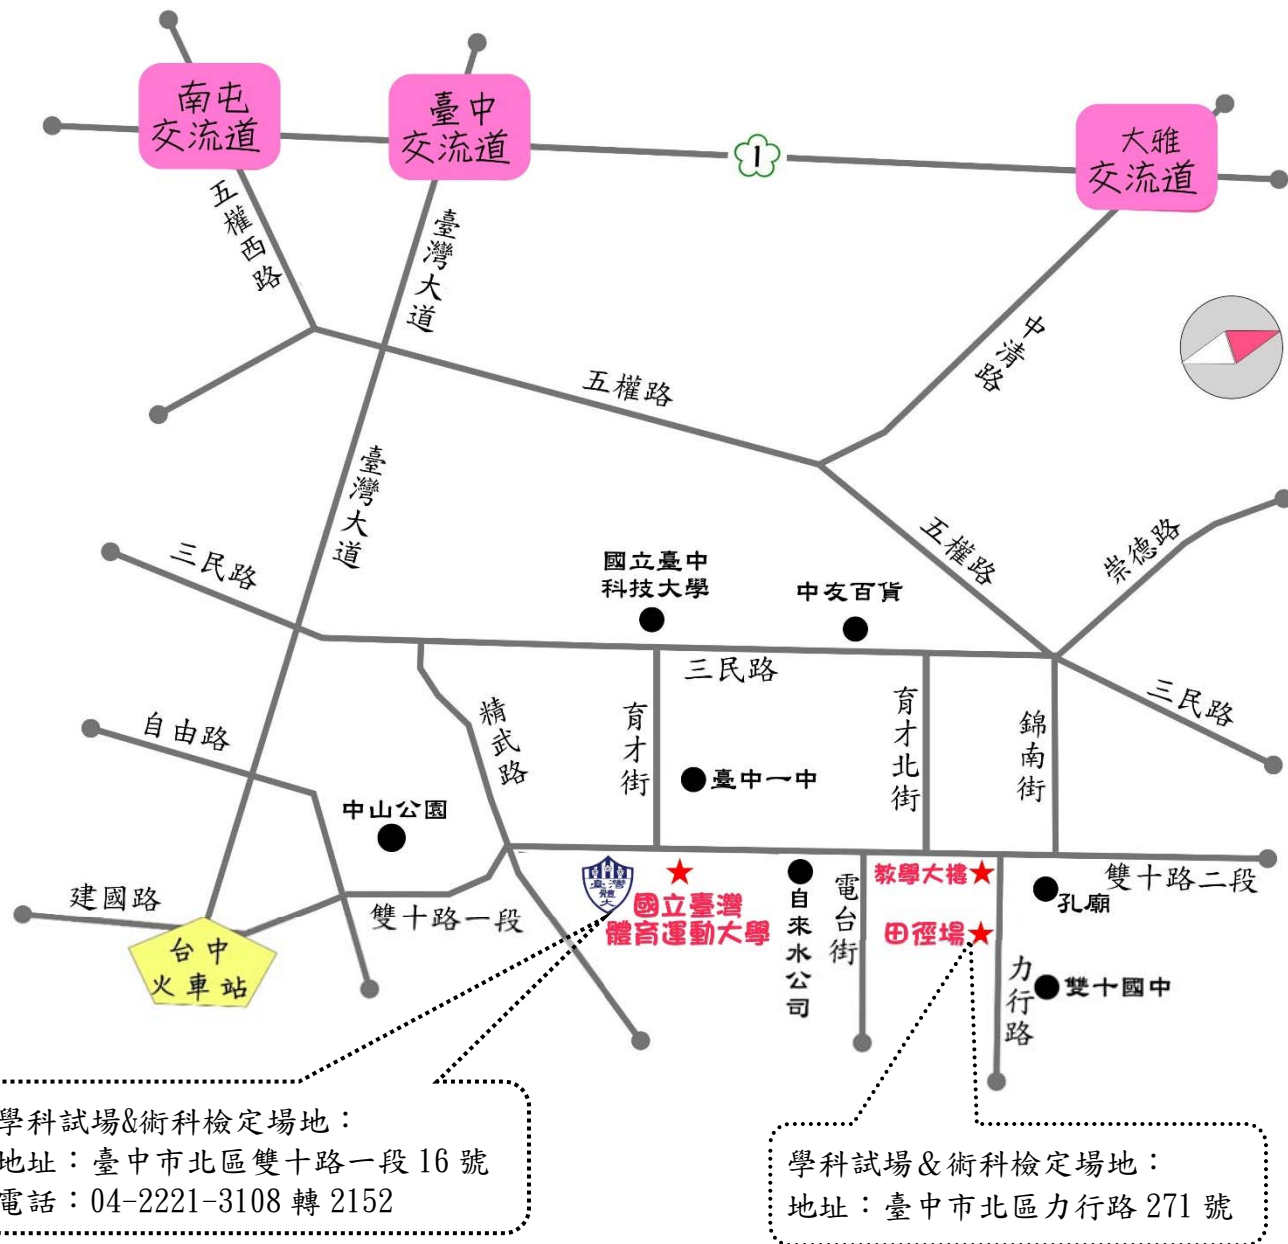 南屯
交流道
臺中
交流道
1
大雅
交流道
五權西路
臺灣大道
中清路
五權路
臺灣大道
五權路
崇德路
三民路
國立臺中
科技大學
中友百貨
三民路
三民路
自由路
精武路
育才街
育才北街
錦南街
臺中一中
中山公園
建國路
雙十路一段
臺灣
體
大
國立臺灣
體育運動大學
自來水公司
電台街
教學大樓
田徑場
雙十路二段
孔廟
力行路
雙十國中
台中
火車站
學科試場&術科檢定場地：
地址：臺中市北區雙十路一段 16 號
電話：04-2221-3108 轉 2152
學科試場＆術科檢定場地：
地址：臺中市北區力行路 271 號